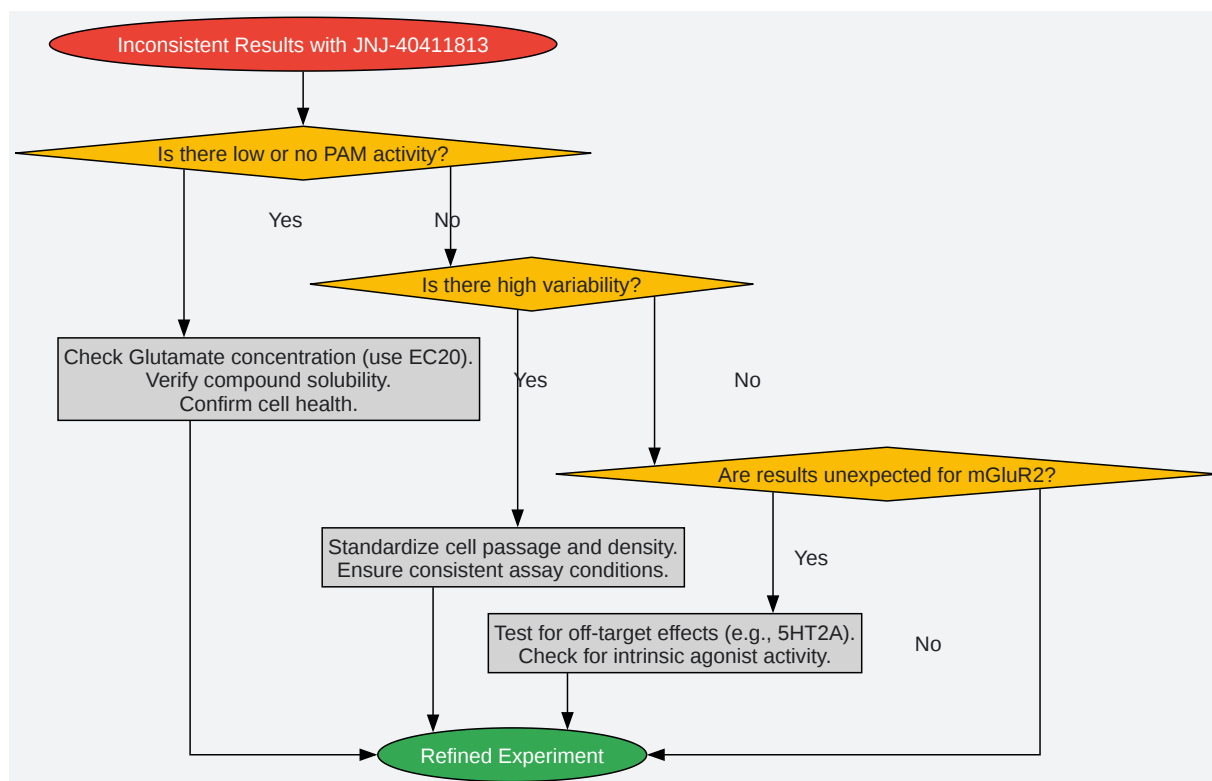 Inconsistent Results with JNJ-40411813
Is there low or no PAM activity?
Yes
No
Is there high variability?
Check Glutamate concentration (use EC20).
Verify compound solubility.
Confirm cell health.
Yes
No
Are results unexpected for mGluR2?
Standardize cell passage and density.
Ensure consistent assay conditions.
Yes
Test for off-target effects (e.g., 5HT2A).
Check for intrinsic agonist activity.
No
Refined Experiment